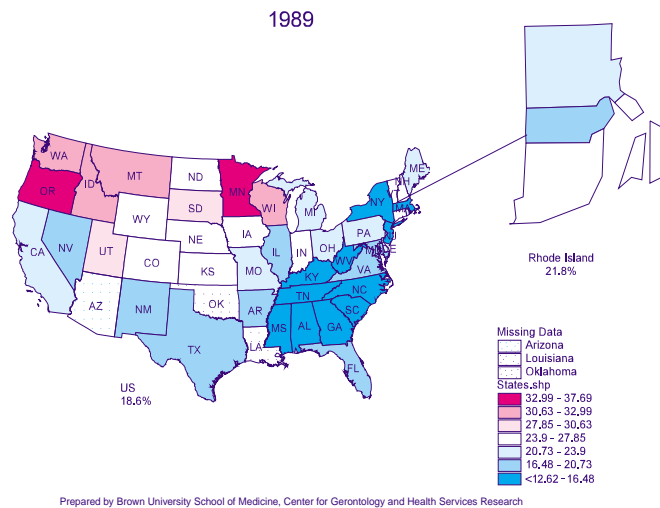 1989
WA
OR
ID
MT
ND
SD
MN
WI
MI
ME
NH
VT
MA
NY
WY
NE
IA
NV
CA
UT
CO
KS
MO
IL
IN
OH
PA
NJ
DE
WV
VA
KY
NC
TN
SC
AZ
NM
OK
AR
TX
LA
MS
AL
GA
FL
Rhode Island
21.8%
US
18.6%
Missing Data
Arizona
Louisiana
Oklahoma
States.shp
32.99 - 37.69
30.63 - 32.99
27.85 - 30.63
23.9 - 27.85
20.73 - 23.9
16.48 - 20.73
<12.62 - 16.48
Prepared by Brown University School of Medicine, Center for Gerontology and Health Services Research